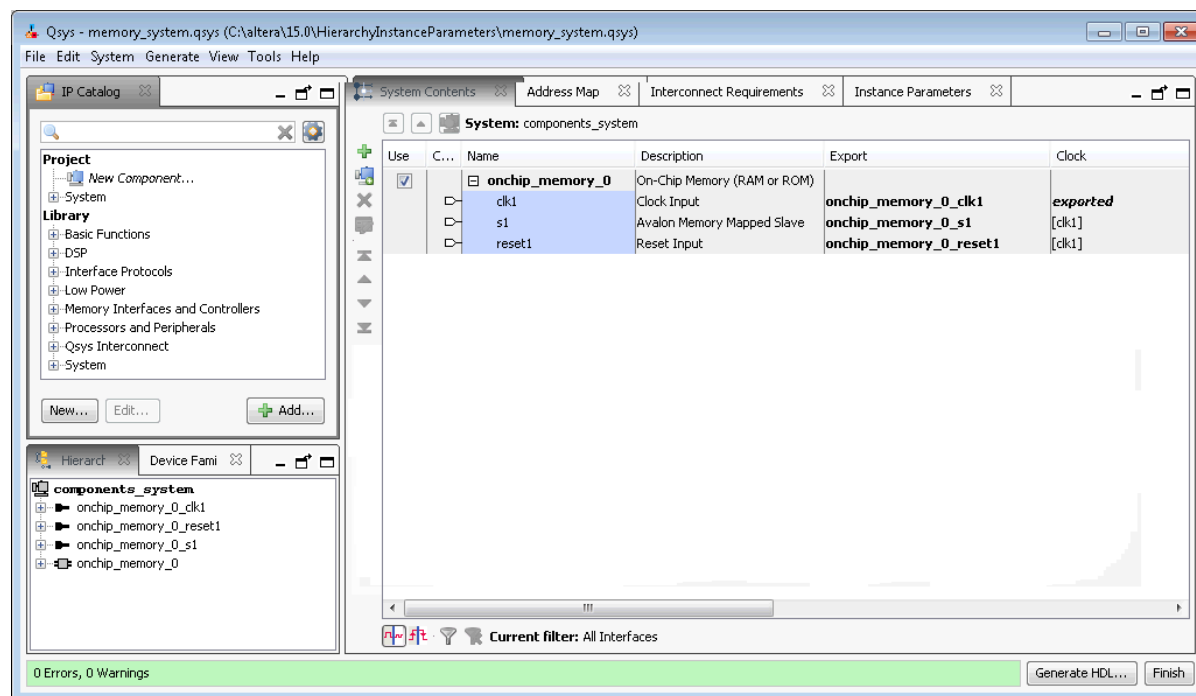 Qsys - memory_system.qsys (C:\altera\15.0\HierarchyInstanceParameters\memory_system.qsys)
File Edit System Generate View Tools Help
IP Catalog
Project
New Component...
System
Library
Basic Functions
DSP
Interface Protocols
Low Power
Memory Interfaces and Controllers
Processors and Peripherals
Qsys Interconnect
System
New... Edit... Add...
Hierarch Device Fami
components_system
onchip_memory_0_clk1
onchip_memory_0_reset1
onchip_memory_0_s1
onchip_memory_0
System Contents Address Map Interconnect Requirements Instance Parameters
System: components_system
Use C... Name Description Export Clock
onchip_memory_0 On-Chip Memory (RAM or ROM)
clk1 Clock Input onchip_memory_0_clk1 exported
s1 Avalon Memory Mapped Slave onchip_memory_0_s1 [clk1]
reset1 Reset Input onchip_memory_0_reset1 [clk1]
Current filter: All Interfaces
0 Errors, 0 Warnings
Generate HDL... Finish